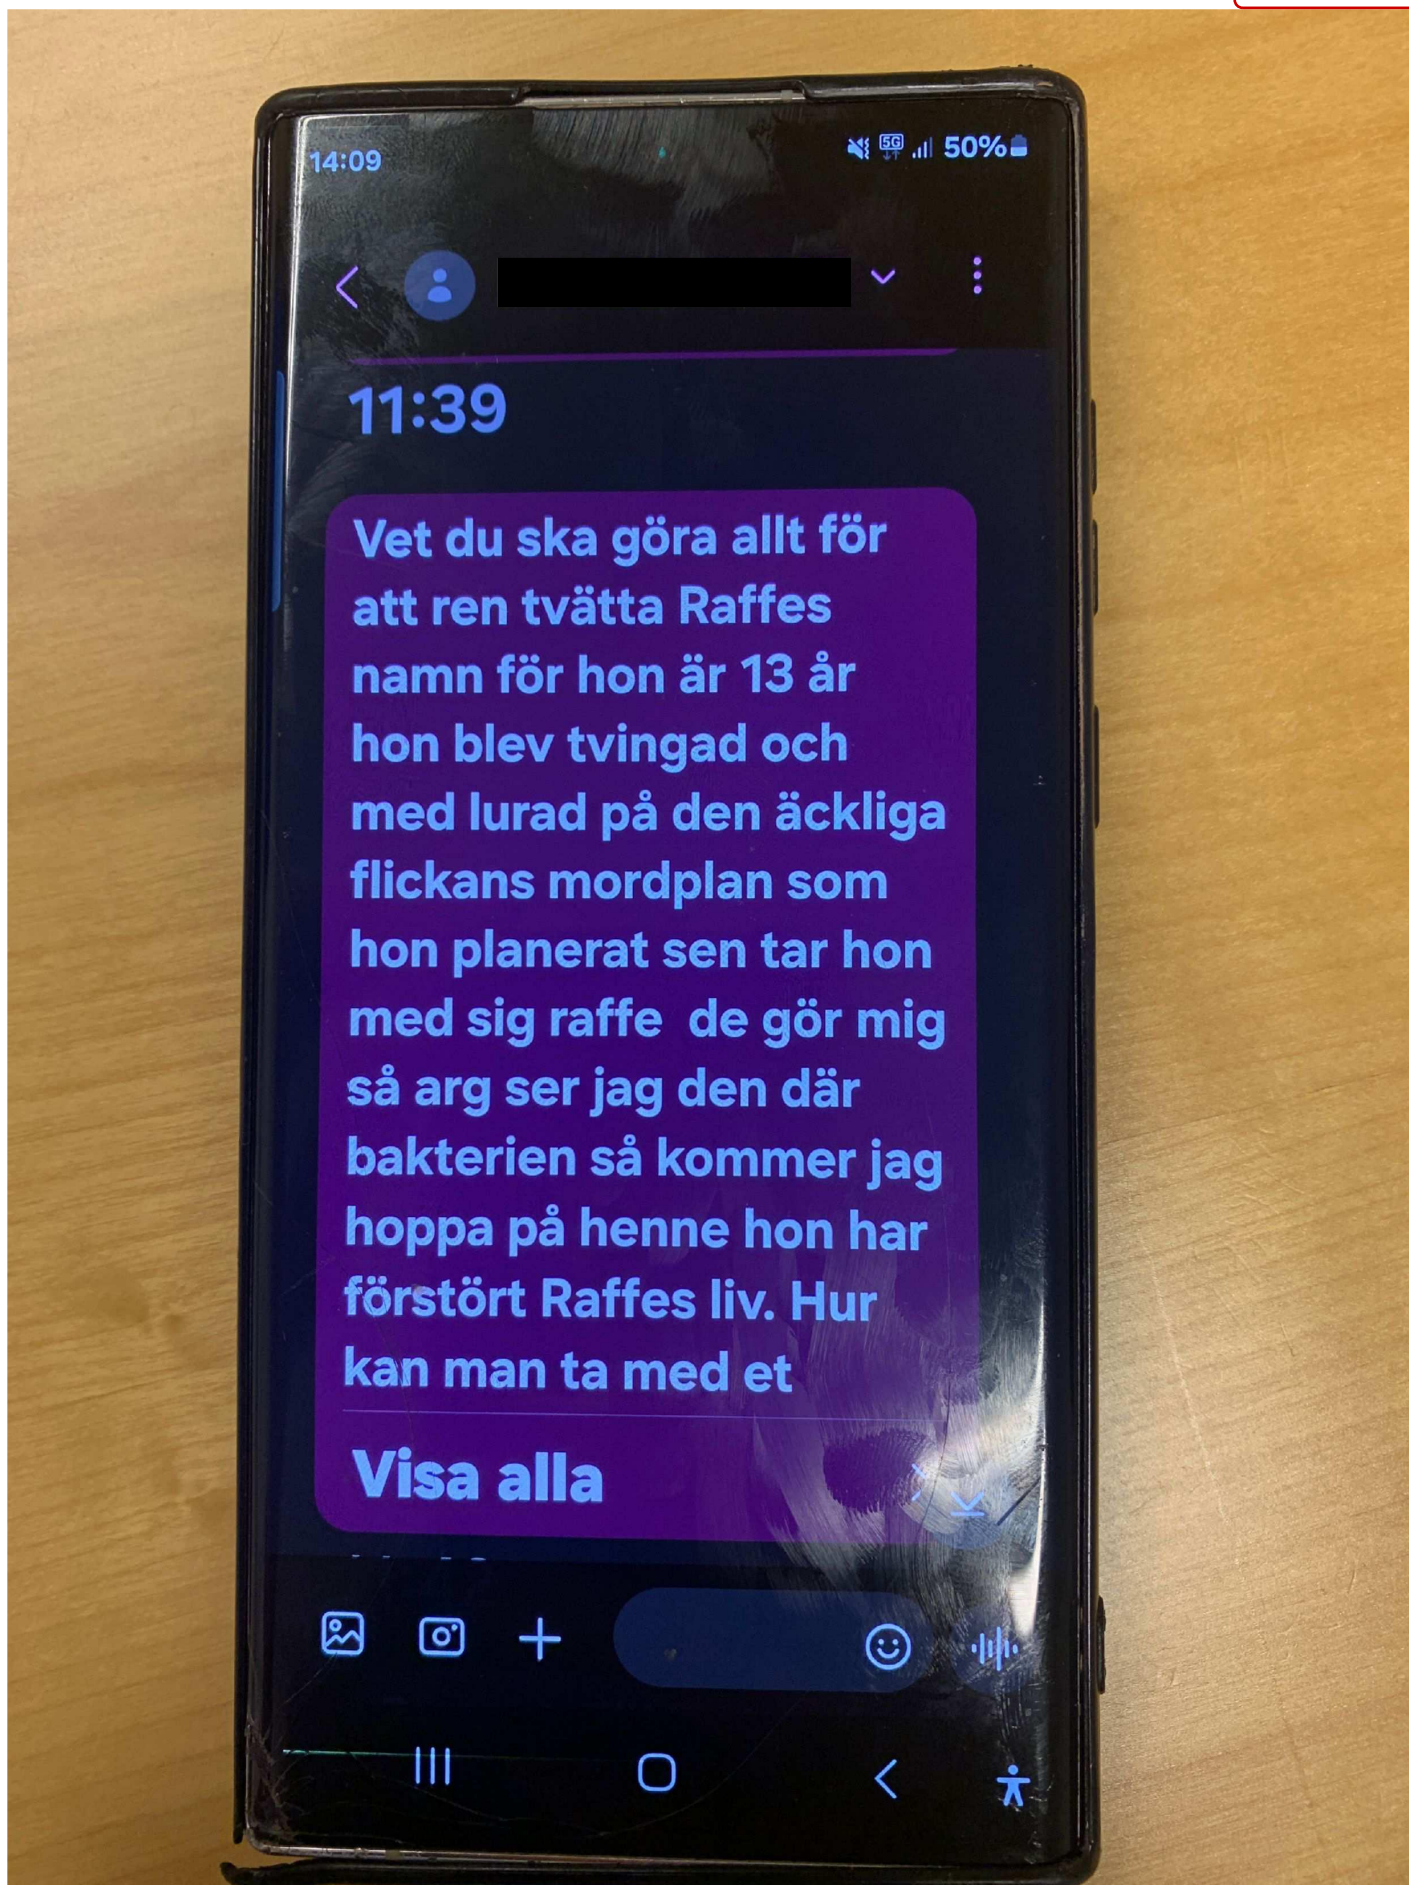 14:09
5G
50%
11:39
Vet du ska göra allt för
att ren tvätta Raffes
namn för hon är 13 år
hon blev tvingad och
med lurad på den äckliga
flickans mordplan som
hon planerat sen tar hon
med sig raffe  de gör mig
så arg ser jag den där
bakterien så kommer jag
hoppa på henne hon har
förstört Raffes liv. Hur
kan man ta med et
Visa alla